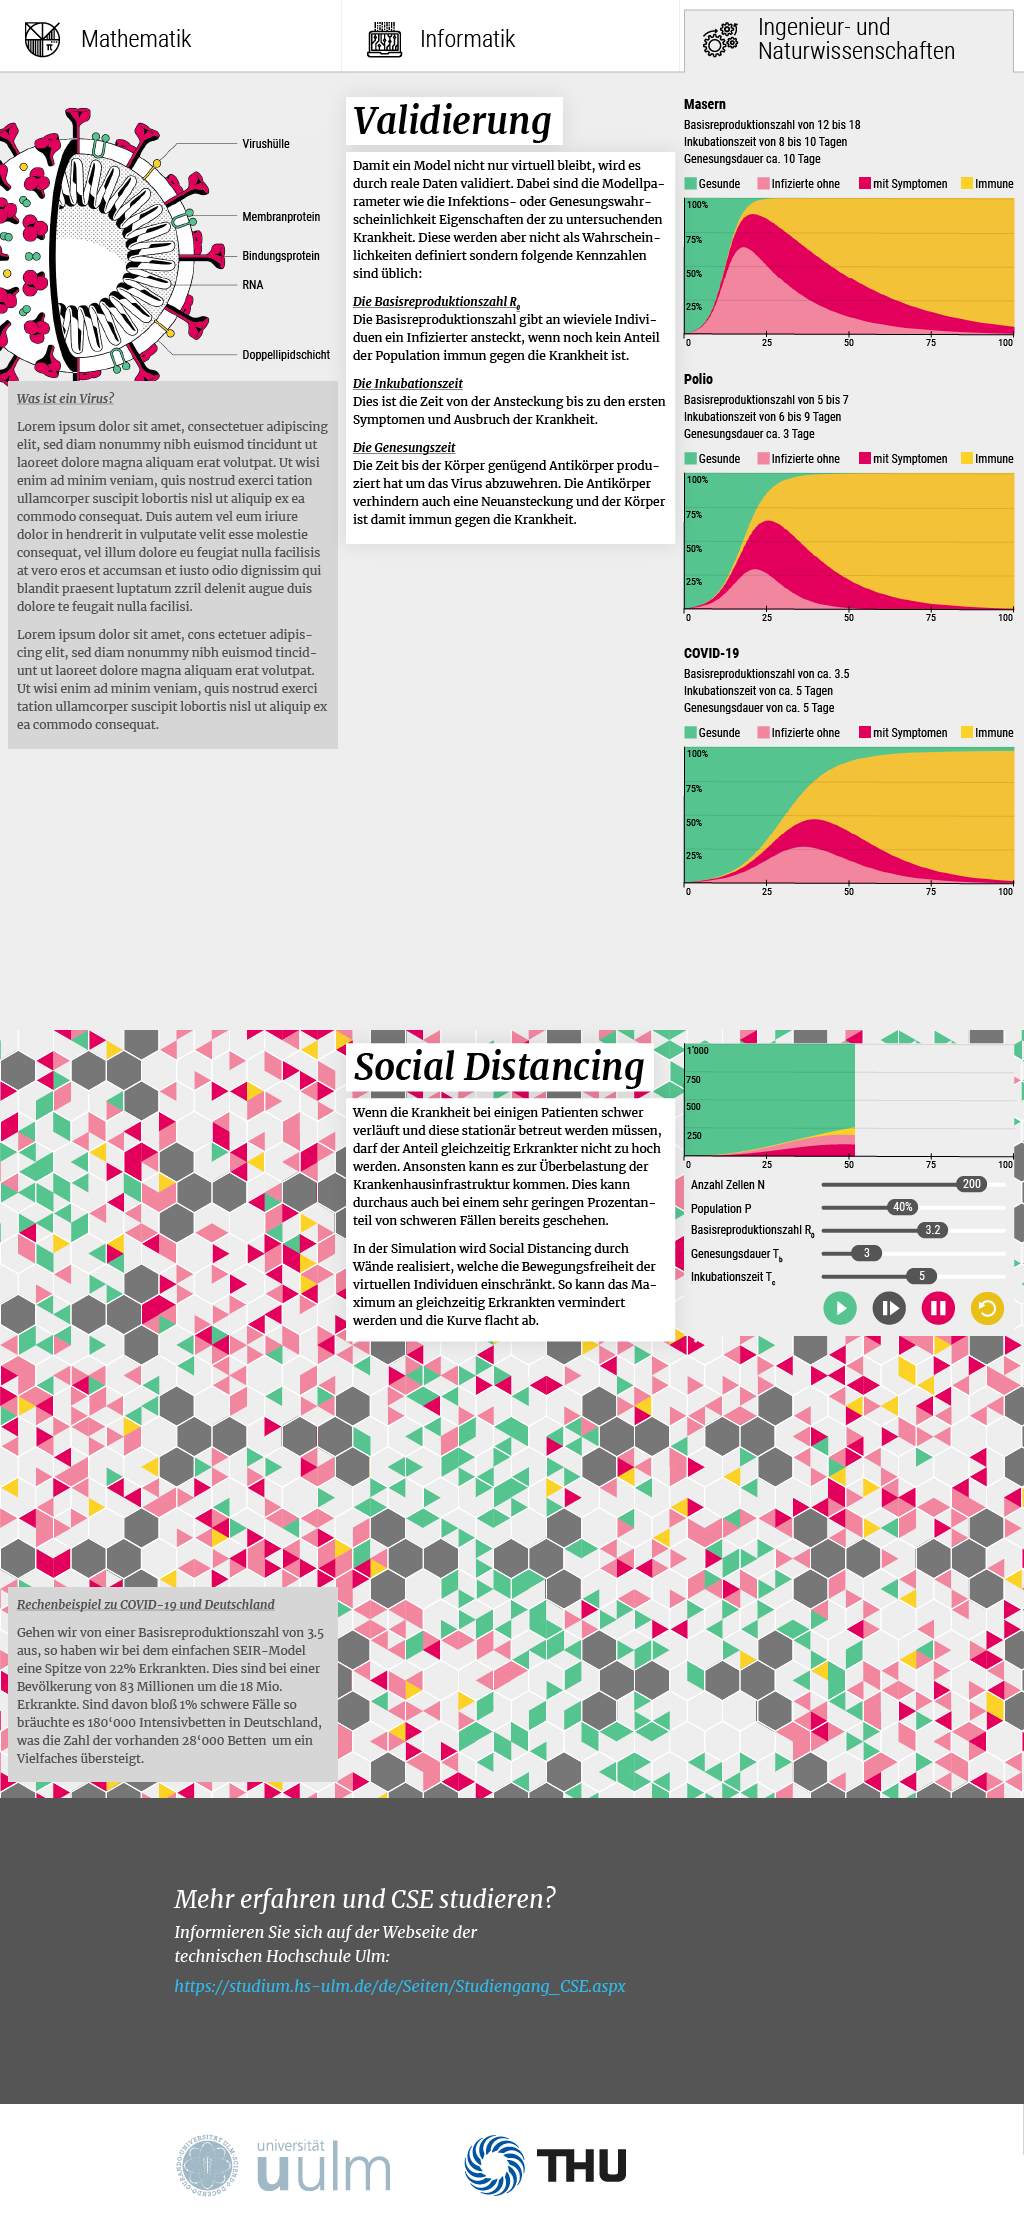 Mathematik
Informatik
Ingenieur- und
Naturwissenschaften
Virushülle
Membranprotein
Bindungsprotein
RNA
Doppellipidschicht
Was ist ein Virus?
Lorem ipsum dolor sit amet, consectetuer adipiscing
elit, sed diam nonummy nibh euismod tincidunt ut
laoreet dolore magna aliquam erat volutpat. Ut wisi
enim ad minim veniam, quis nostrud exerci tation
ullamcorper suscipit lobortis nisl ut aliquip ex ea
commodo consequat. Duis autem vel eum iriure
dolor in hendrerit in vulputate velit esse molestie
consequat, vel illum dolore eu feugiat nulla facilisis
at vero eros et accumsan et iusto odio dignissim qui
blandit praesent luptatum zzril delenit augue duis
dolore te feugait nulla facilisi.
Lorem ipsum dolor sit amet, cons ectetuer adipis-
cing elit, sed diam nonummy nibh euismod tincid-
unt ut laoreet dolore magna aliquam erat volutpat.
Ut wisi enim ad minim veniam, quis nostrud exerci
tation ullamcorper suscipit lobortis nisl ut aliquip ex
ea commodo consequat.
Validierung
Damit ein Model nicht nur virtuell bleibt, wird es
durch reale Daten validiert. Dabei sind die Modellpa-
rameter wie die Infektions- oder Genesungswahr-
scheinlichkeit Eigenschaften der zu untersuchenden
Krankheit. Diese werden aber nicht als Wahrschein-
lichkeiten definiert sondern folgende Kennzahlen
sind üblich:
Die Basisreproduktionszahl R0
Die Basisreproduktionszahl gibt an wieviele Indivi-
duen ein Infizierter ansteckt, wenn noch kein Anteil
der Population immun gegen die Krankheit ist.
Die Inkubationszeit
Dies ist die Zeit von der Ansteckung bis zu den ersten
Symptomen und Ausbruch der Krankheit.
Die Genesungszeit
Die Zeit bis der Körper genügend Antikörper produ-
ziert hat um das Virus abzuwehren. Die Antikörper
verhindern auch eine Neuansteckung und der Körper
ist damit immun gegen die Krankheit.
Masern
Basisreproduktionszahl von 12 bis 18
Inkubationszeit von 8 bis 10 Tagen
Genesungsdauer ca. 10 Tage
Gesunde Infizierte ohne mit Symptomen Immune
100%
75%
50%
25%
0 25 50 75 100
Polio
Basisreproduktionszahl von 5 bis 7
Inkubationszeit von 6 bis 9 Tagen
Genesungsdauer ca. 3 Tage
Gesunde Infizierte ohne mit Symptomen Immune
100%
75%
50%
25%
0 25 50 75 100
COVID-19
Basisreproduktionszahl von ca. 3.5
Inkubationszeit von ca. 5 Tagen
Genesungsdauer von ca. 5 Tage
Gesunde Infizierte ohne mit Symptomen Immune
100%
75%
50%
25%
0 25 50 75 100
Social Distancing
Wenn die Krankheit bei einigen Patienten schwer
verläuft und diese stationär betreut werden müssen,
darf der Anteil gleichzeitig Erkrankter nicht zu hoch
werden. Ansonsten kann es zur Überbelastung der
Krankenhausinfrastruktur kommen. Dies kann
durchaus auch bei einem sehr geringen Prozentan-
teil von schweren Fällen bereits geschehen.
In der Simulation wird Social Distancing durch
Wände realisiert, welche die Bewegungsfreiheit der
virtuellen Individuen einschränkt. So kann das Ma-
ximum an gleichzeitig Erkrankten vermindert
werden und die Kurve flacht ab.
1'000
750
500
250
0 25 50 75 100
Anzahl Zellen N 200
Population P 40%
Basisreproduktionszahl R0 3.2
Genesungsdauer Tb 3
Inkubationszeit Tc 5
Rechenbeispiel zu COVID-19 und Deutschland
Gehen wir von einer Basisreproduktionszahl von 3.5
aus, so haben wir bei dem einfachen SEIR-Model
eine Spitze von 22% Erkrankten. Dies sind bei einer
Bevölkerung von 83 Millionen um die 18 Mio.
Erkrankte. Sind davon bloß 1% schwere Fälle so
bräuchte es 180‘000 Intensivbetten in Deutschland,
was die Zahl der vorhanden 28‘000 Betten um ein
Vielfaches übersteigt.
Mehr erfahren und CSE studieren?
Informieren Sie sich auf der Webseite der
technischen Hochschule Ulm:
https://studium.hs-ulm.de/de/Seiten/Studiengang_CSE.aspx
universität
uulm
THU